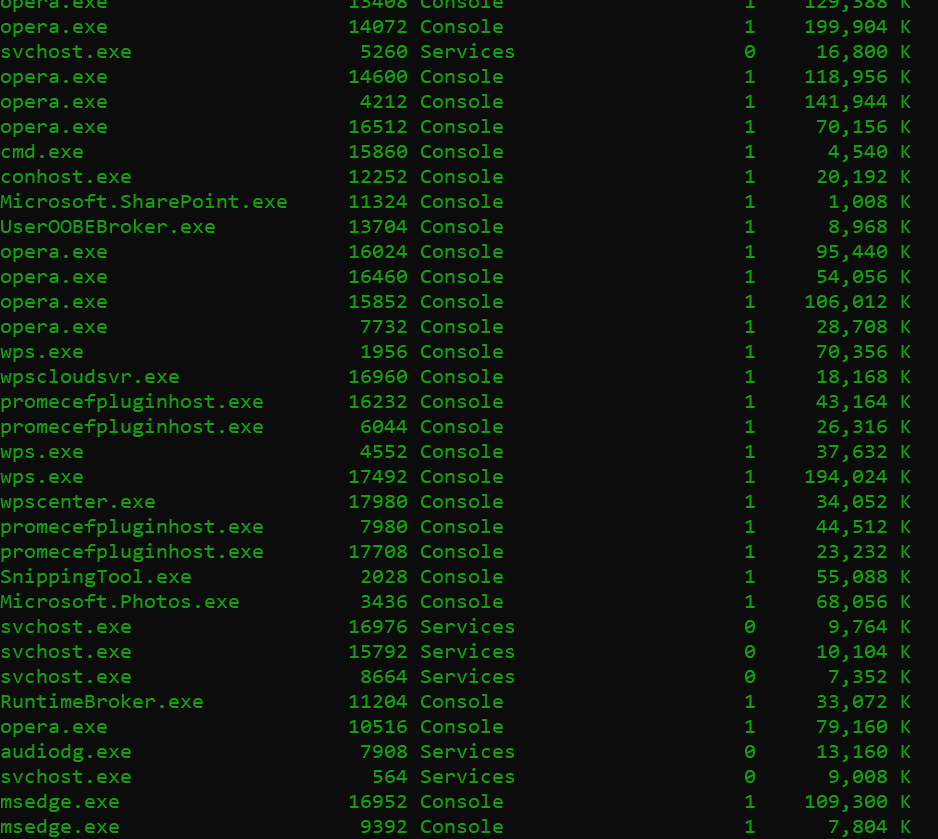 opera.exe 13408 Console 1 129,588 K
opera.exe 14072 Console 1 199,904 K
svchost.exe 5260 Services 0 16,800 K
opera.exe 14600 Console 1 118,956 K
opera.exe 4212 Console 1 141,944 K
opera.exe 16512 Console 1 70,156 K
cmd.exe 15860 Console 1 4,540 K
conhost.exe 12252 Console 1 20,192 K
Microsoft.SharePoint.exe 11324 Console 1 1,008 K
UserOOBEBroker.exe 13704 Console 1 8,968 K
opera.exe 16024 Console 1 95,440 K
opera.exe 16460 Console 1 54,056 K
opera.exe 15852 Console 1 106,012 K
opera.exe 7732 Console 1 28,708 K
wps.exe 1956 Console 1 70,356 K
wpscloudsvr.exe 16960 Console 1 18,168 K
promecefpluginhost.exe 16232 Console 1 43,164 K
promecefpluginhost.exe 6044 Console 1 26,316 K
wps.exe 4552 Console 1 37,632 K
wps.exe 17492 Console 1 194,024 K
wpscenter.exe 17980 Console 1 34,052 K
promecefpluginhost.exe 7980 Console 1 44,512 K
promecefpluginhost.exe 17708 Console 1 23,232 K
SnippingTool.exe 2028 Console 1 55,088 K
Microsoft.Photos.exe 3436 Console 1 68,056 K
svchost.exe 16976 Services 0 9,764 K
svchost.exe 15792 Services 0 10,104 K
svchost.exe 8664 Services 0 7,352 K
RuntimeBroker.exe 11204 Console 1 33,072 K
opera.exe 10516 Console 1 79,160 K
audiodg.exe 7908 Services 0 13,160 K
svchost.exe 564 Services 0 9,008 K
msedge.exe 16952 Console 1 109,300 K
msedge.exe 9392 Console 1 7,804 K